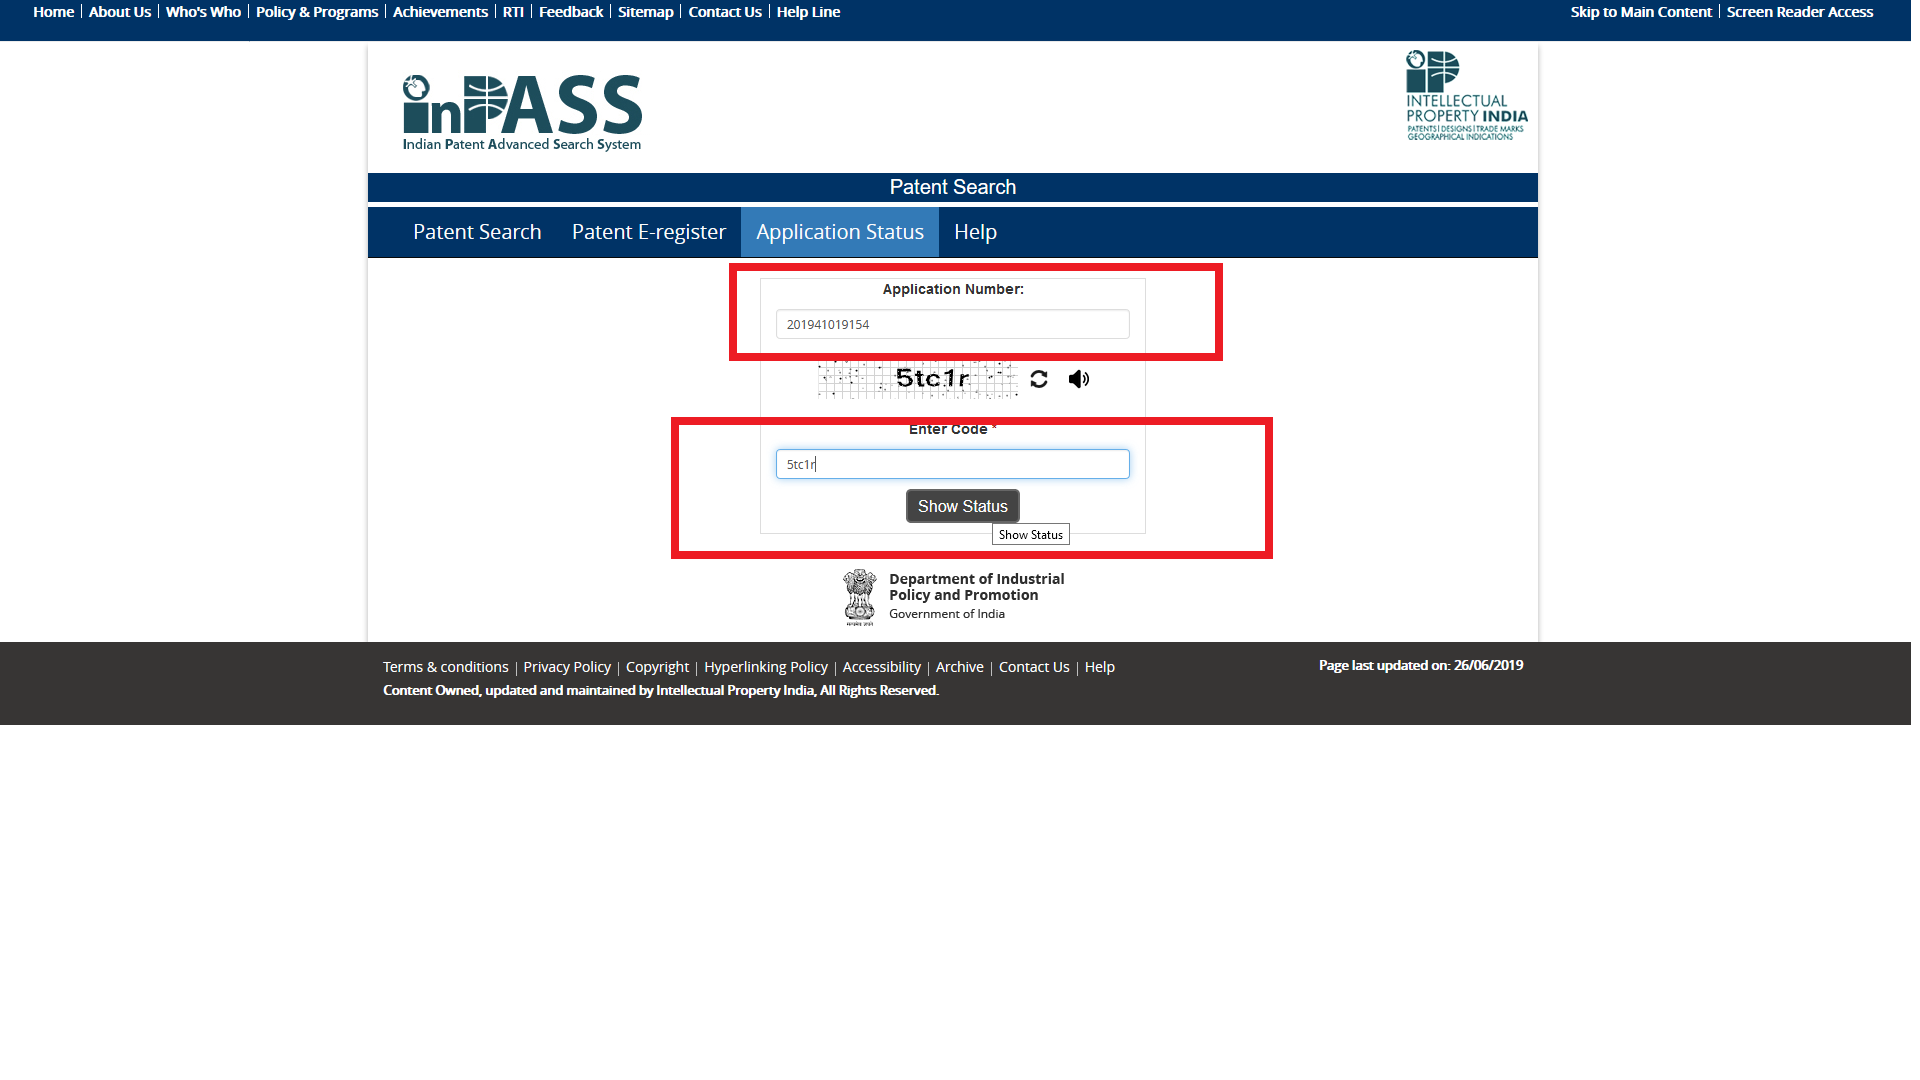 Home | About Us | Who's Who | Policy & Programs | Achievements | RTI | Feedback | Sitemap | Contact Us | Help Line
Skip to Main Content | Screen Reader Access
inPASS
Indian Patent Advanced Search System
iP
INTELLECTUAL
PROPERTY INDIA
PATENTS | DESIGNS | TRADE MARKS
GEOGRAPHICAL INDICATIONS
Patent Search
Patent Search Patent E-register Application Status Help
Application Number:
201941019154
5tc1r
Enter Code *
5tc1r
Show Status
Show Status
Department of Industrial
Policy and Promotion
Government of India
Terms & conditions | Privacy Policy | Copyright | Hyperlinking Policy | Accessibility | Archive | Contact Us | Help
Page last updated on: 26/06/2019
Content Owned, updated and maintained by Intellectual Property India, All Rights Reserved.